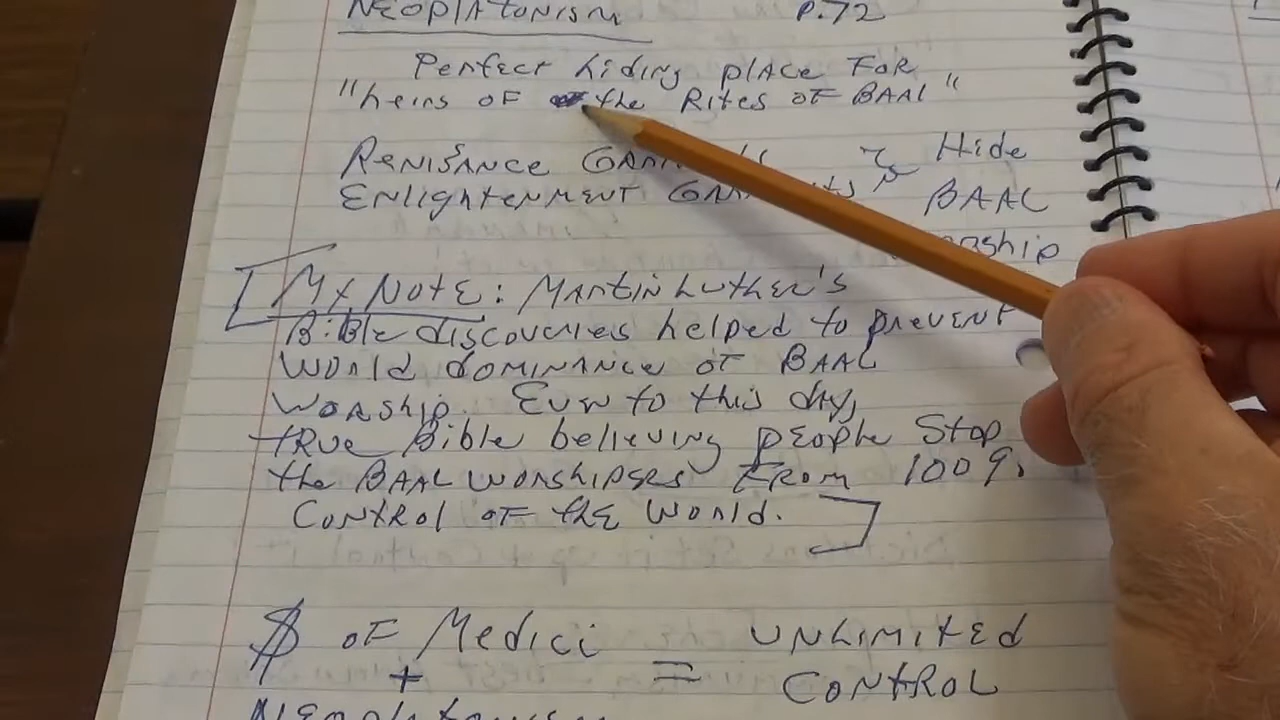 NEOPLATONISM P.72
Perfect hiding place FOR
"heirs OF the Rites OF BAAL"
RENISANCE Hide
ENLIGHTENMENT BAAL
MY NOTE: MARTIN Luther's
Bible discoveries helped to prevent
World dominance of BAAL
Worship. Even to this day,
TRUE Bible believing people Stop
the BAAL worshipers FROM 100%
CONTROL OF THE World.
$ OF Medici = UNLIMITED
+ CONTROL
Neoplatonism